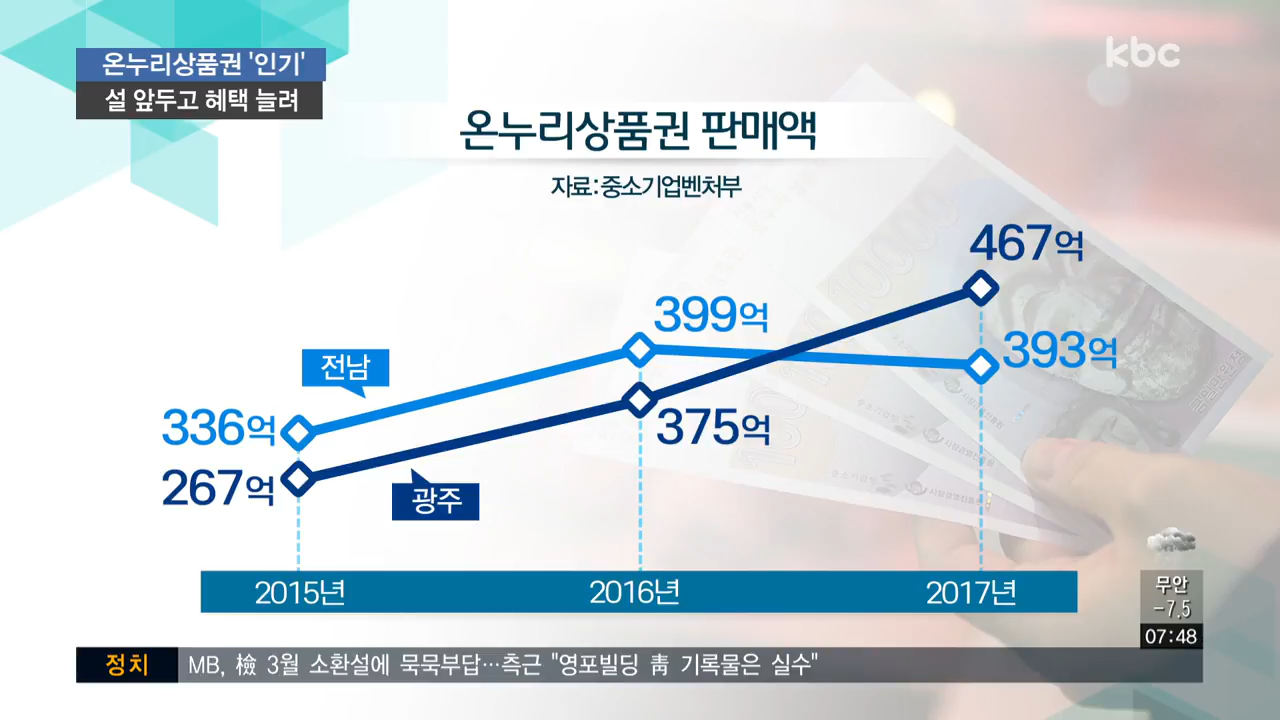 kbc
온누리상품권 '인기'
설 앞두고 혜택 늘려
온누리상품권 판매액
자료:중소기업벤처부
467억
399억
393억
전남
336억
375억
267억
광주
2015년
2016년
2017년
무안
-7.5
07:48
정치 MB, 檢 3월 소환설에 묵묵부답…측근 "영포빌딩 靑 기록물은 실수"